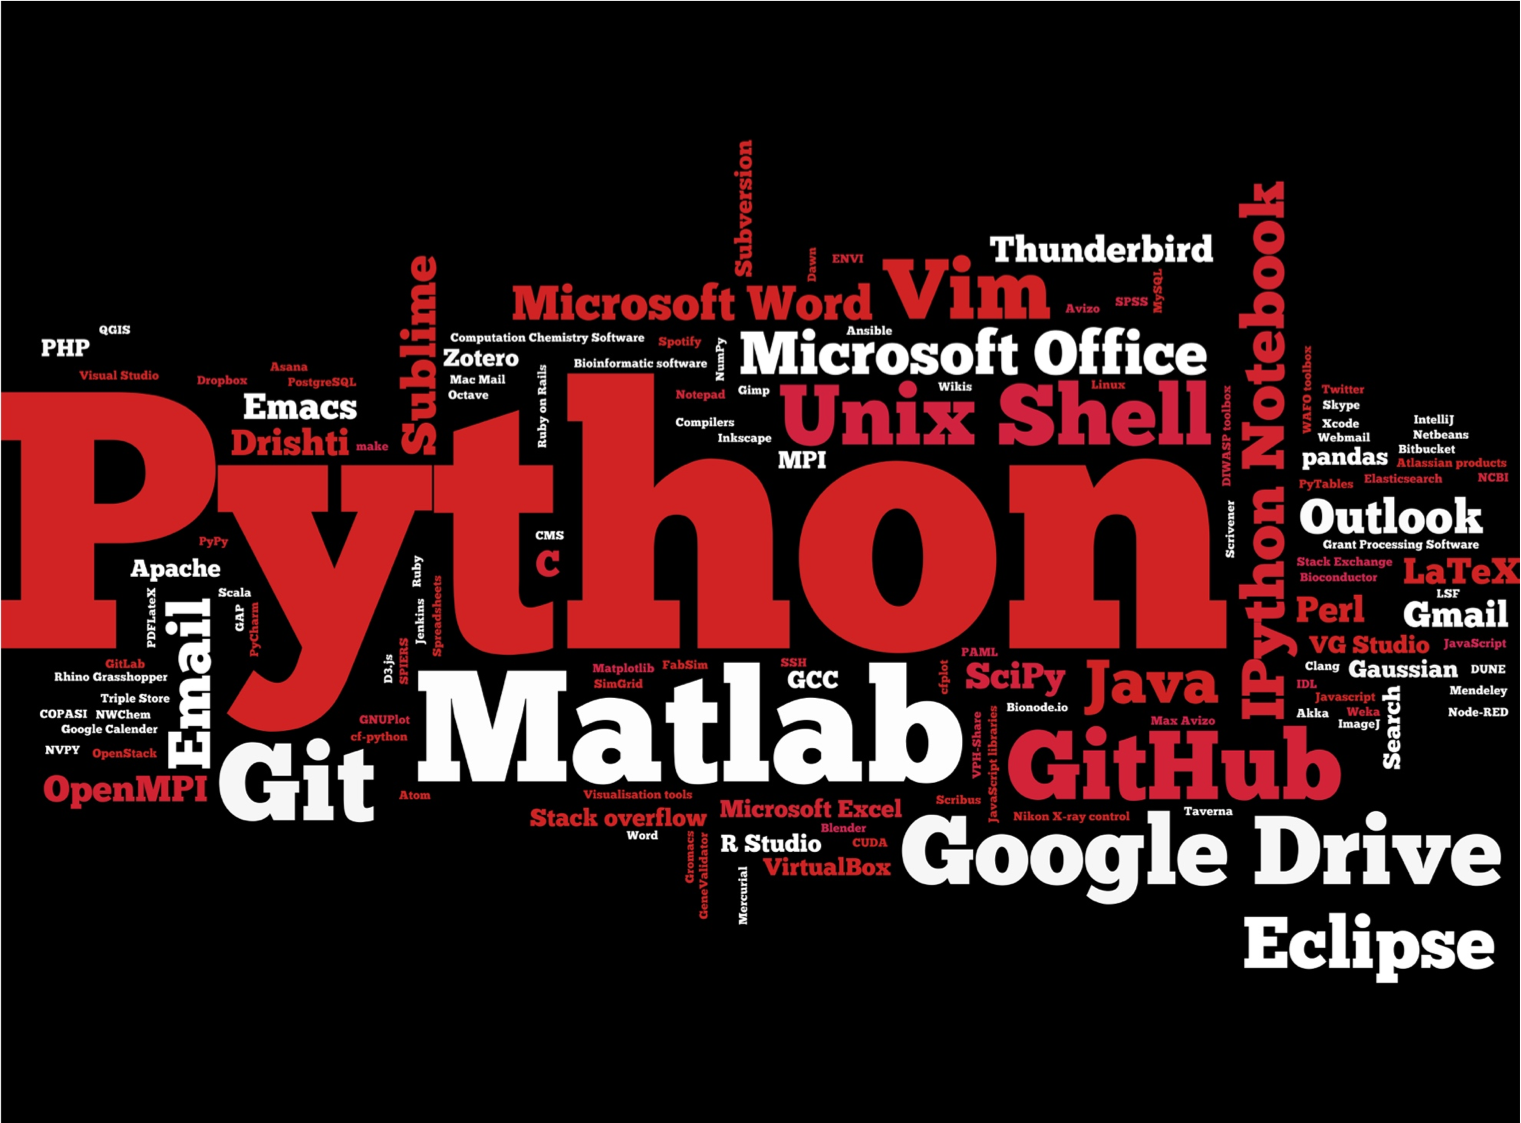 Subversion
IPython Notebook
Thunderbird
Dawn
ENVI
Sublime
Vim
MySQL
Microsoft Word
SPSS
Avizo
QGIS
PHP
Ansible
Computation Chemistry Software
Spotify
NumPy
Microsoft Office
WAFO toolbox
Zotero
Bioinformatic software
Ruby on Rails
Asana
Visual Studio
Dropbox
PostgreSQL
Mac Mail
Octave
Notepad
Gimp
Wikis
Linux
Twitter
Skype
Emacs
Unix Shell
DIWASP toolbox
Drishti
make
Compilers
Inkscape
MPI
Xcode
IntelliJ
Webmail
Netbeans
Bitbucket
pandas
Atlassian products
PyTables
Elasticsearch
NCBI
Python
Scrivener
Outlook
Grant Processing Software
PyPy
CMS
C
Apache
Ruby
Stack Exchange
LaTeX
Bioconductor
PDFLateX
Scala
GAP
PyCharm
Jenkins
Spreadsheets
LSF
Email
Perl
Gmail
D3.js
SPIERS
VG Studio
JavaScript
GitLab
Rhino Grasshopper
Matplotlib
FabSim
SSH
PAML
cfplot
SciPy
Java
Clang
Gaussian
DUNE
SimGrid
GCC
IDL
Triple Store
Matlab
Bionode.io
Javascript
Search
Mendeley
COPASI
NWChem
GNUPlot
VPH-Share
JavaScript libraries
Max Avizo
Akka
Weka
ImageJ
Node-RED
Google Calender
cf-python
NVPY
OpenStack
Git
GitHub
OpenMPI
Atom
Visualisation tools
Microsoft Excel
Scribus
Taverna
Stack overflow
Nikon X-ray control
Word
Blender
Gromacs
GeneValidator
R Studio
CUDA
Google Drive
VirtualBox
Mercurial
Eclipse